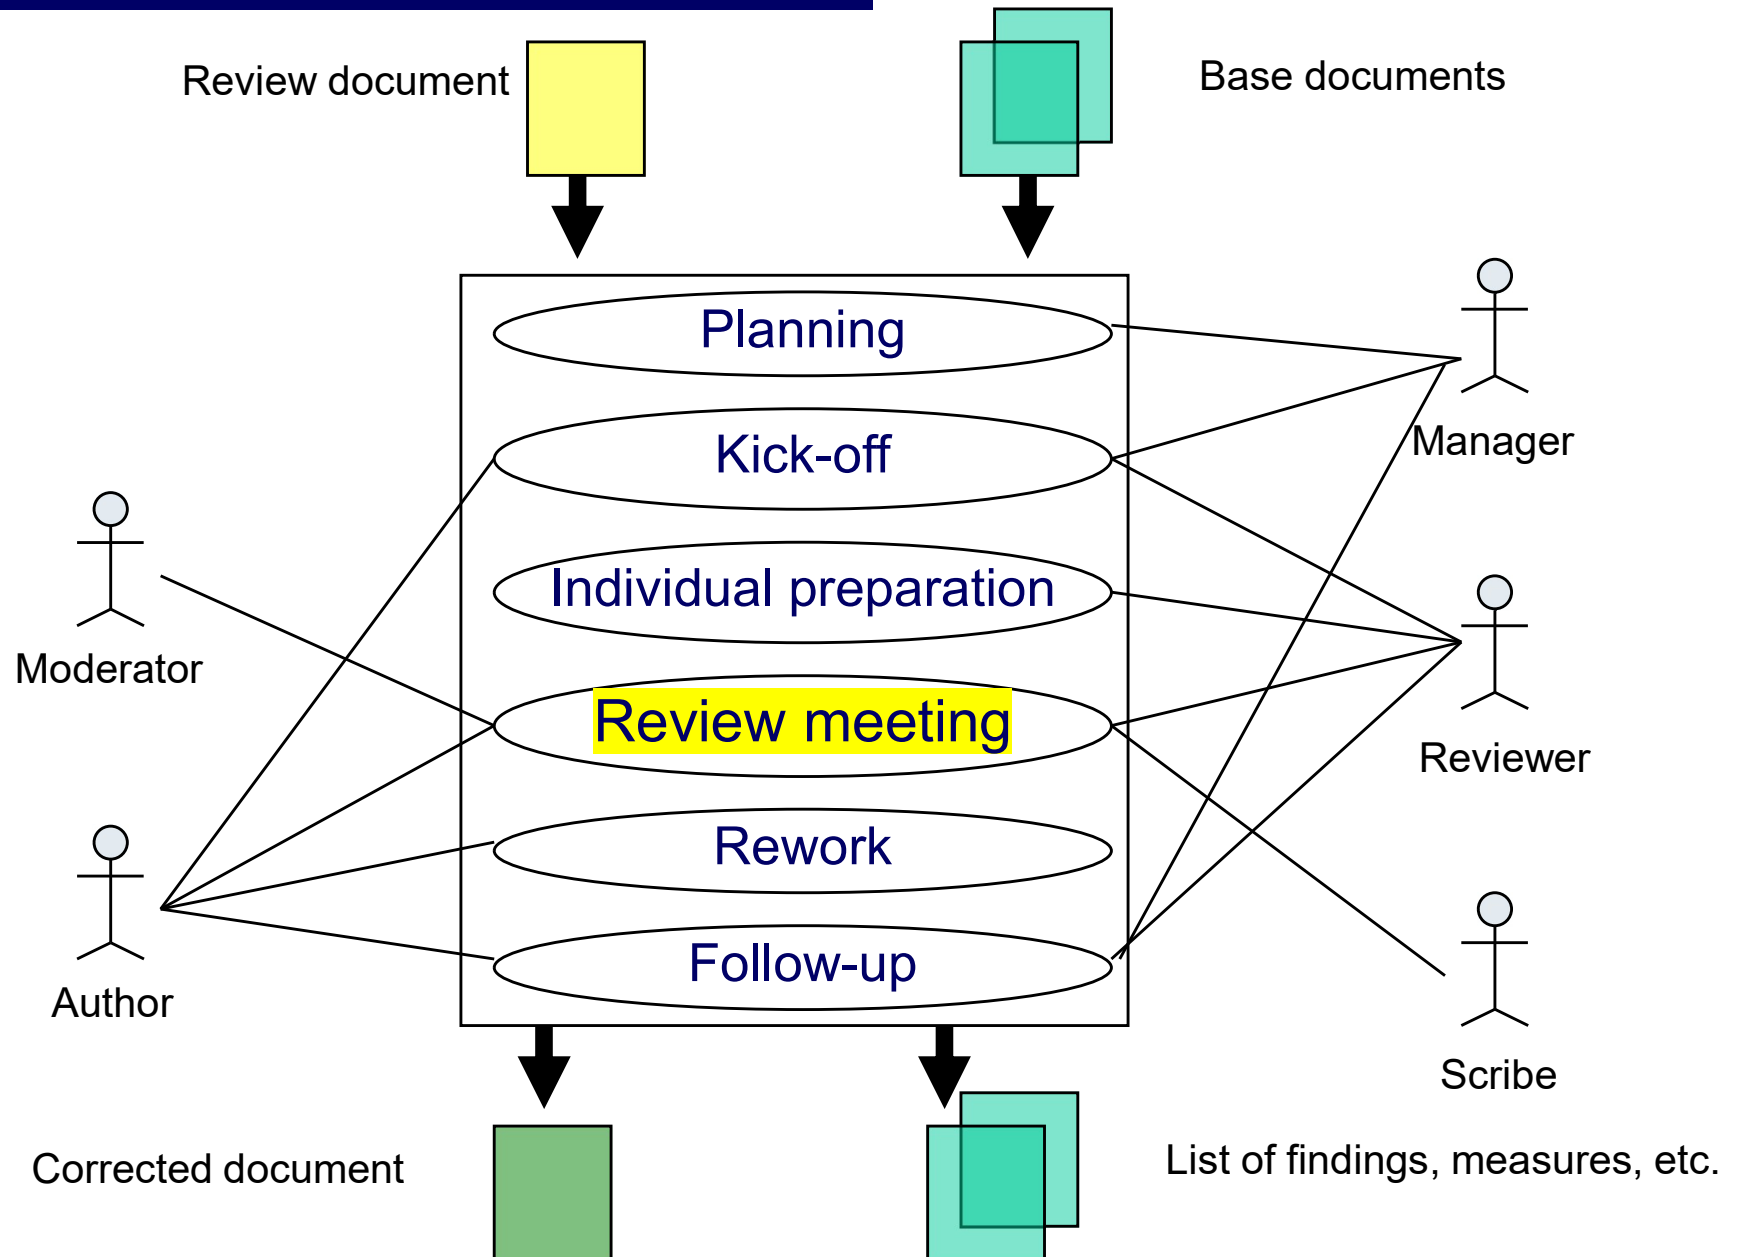 Review document
Base documents
Planning
Kick-off
Manager
Individual preparation
Moderator
Review meeting
Reviewer
Rework
Follow-up
Author
Scribe
Corrected document
List of findings, measures, etc.